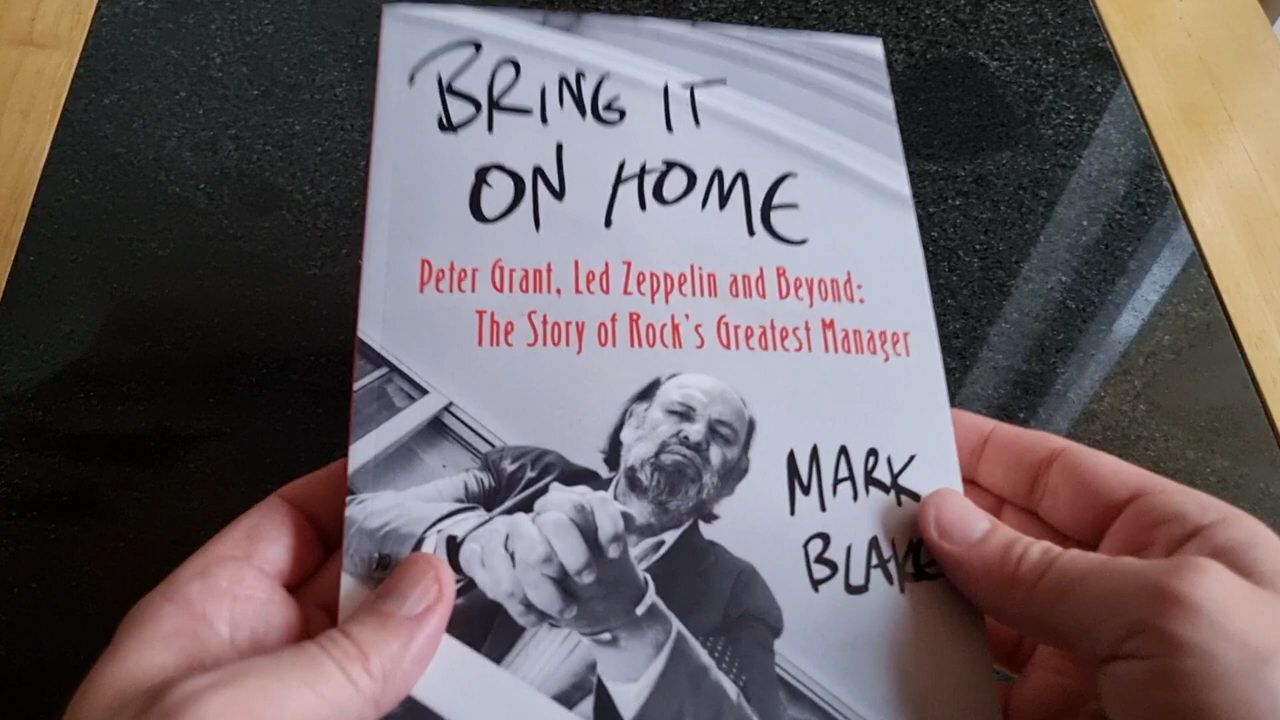 BRING IT
ON HOME
Peter Grant, Led Zeppelin and Beyond:
The Story of Rock's Greatest Manager
MARK
BLAKE